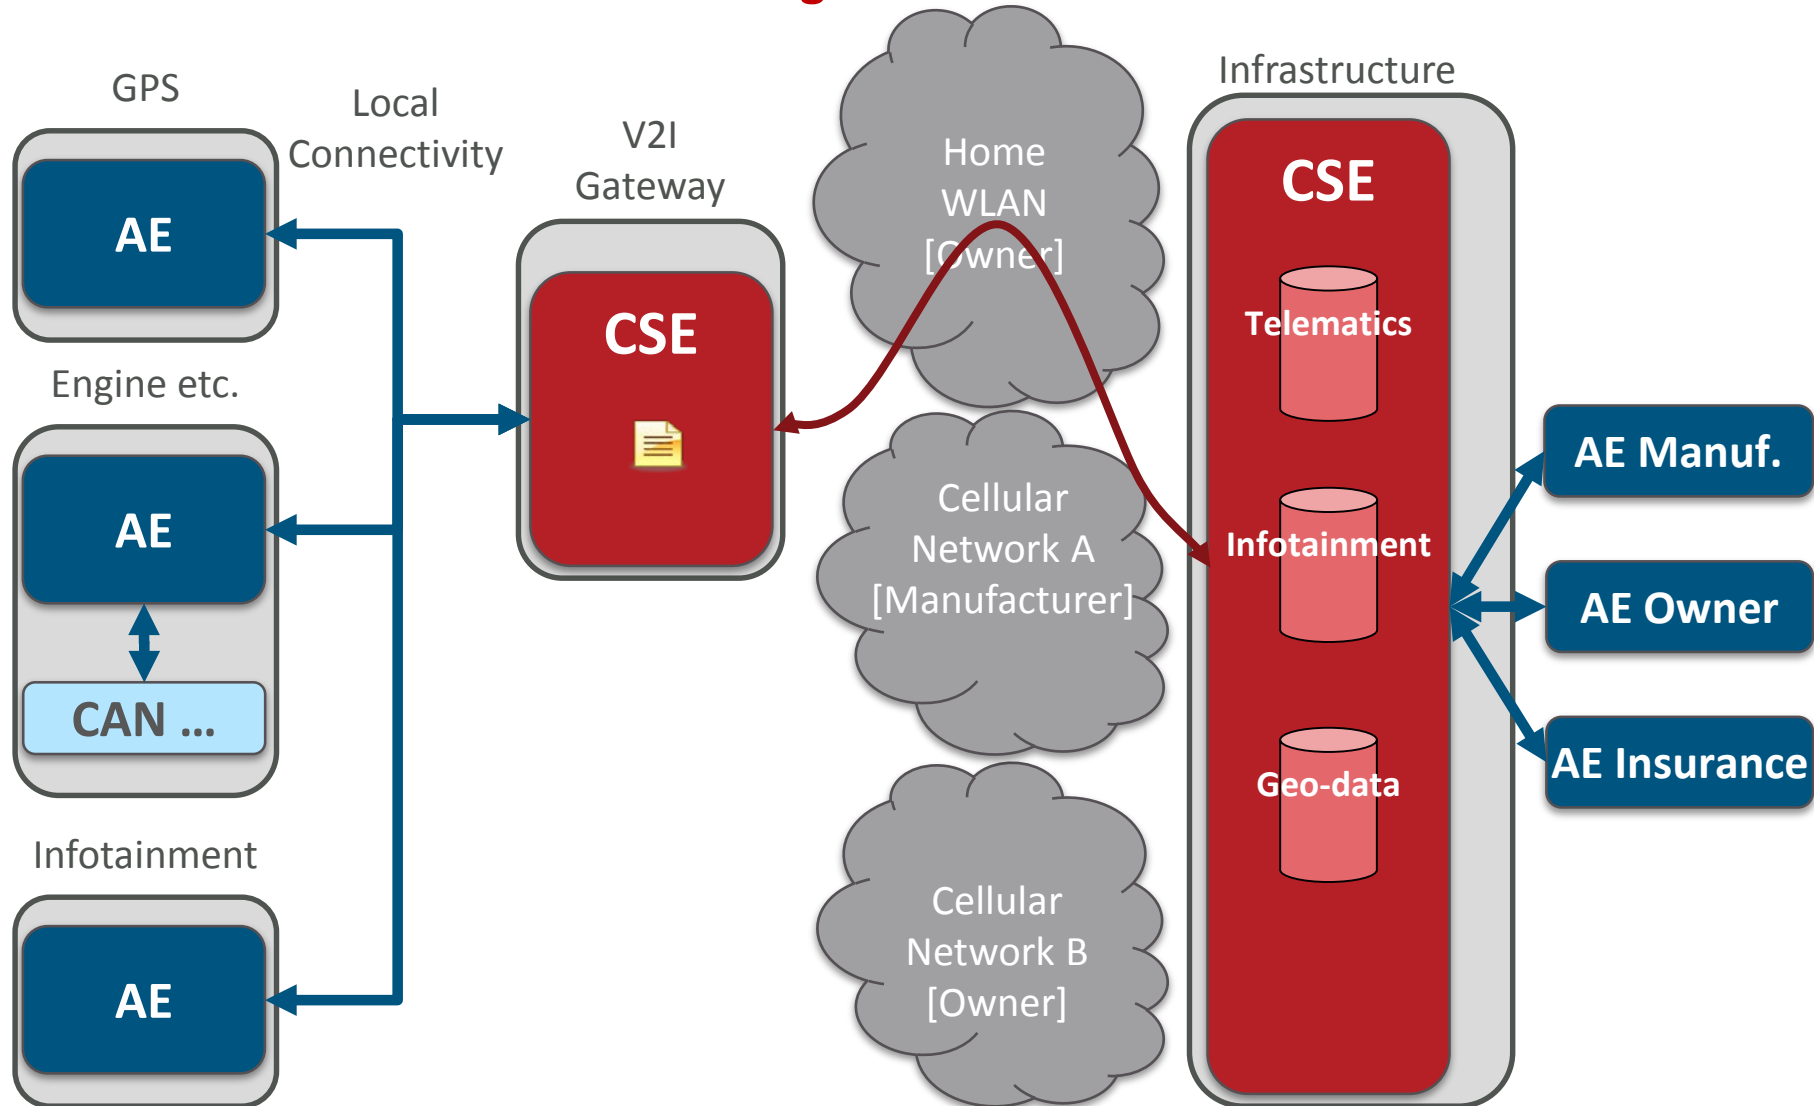 GPS
AE
Engine etc.
AE
CAN ...
Infotainment
AE
Local
Connectivity
V2I
Gateway
CSE
Home
WLAN
[Owner]
Cellular
Network A
[Manufacturer]
Cellular
Network B
[Owner]
Infrastructure
CSE
Telematics
Infotainment
Geo-data
AE Manuf.
AE Owner
AE Insurance